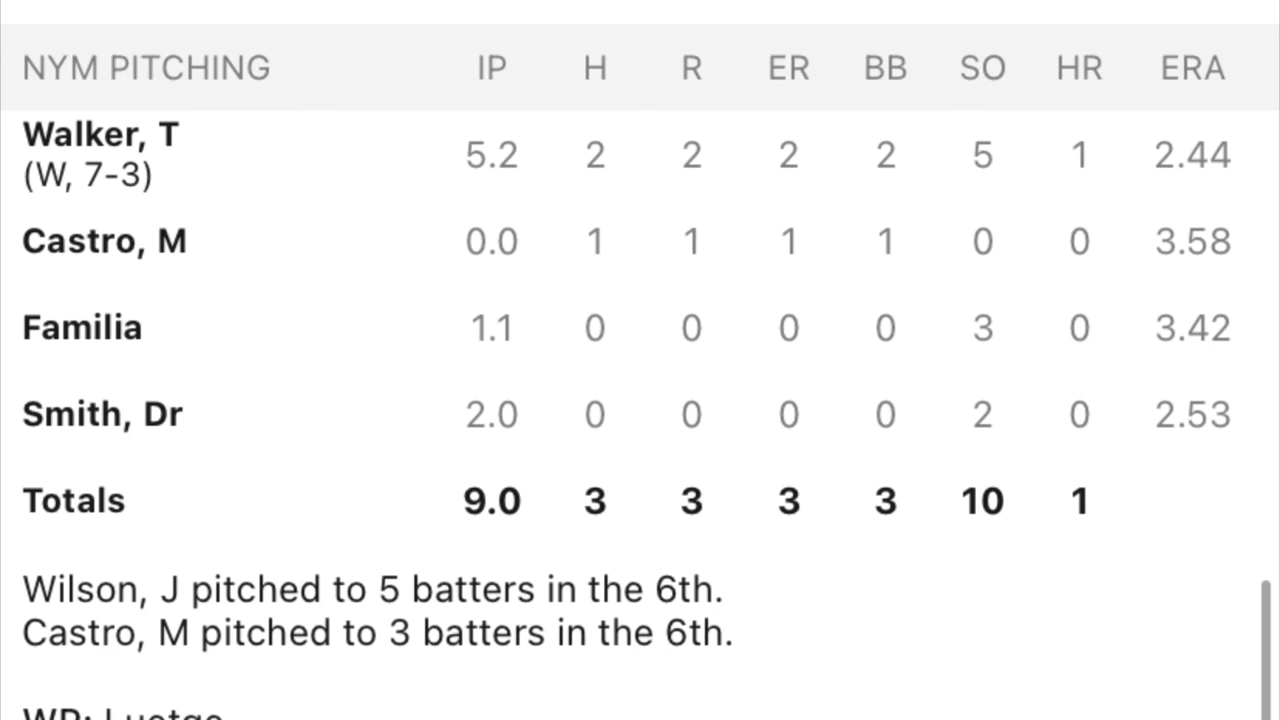 NYM PITCHING IP H R ER BB SO HR ERA
Walker, T
(W, 7-3) 5.2 2 2 2 2 5 1 2.44
Castro, M 0.0 1 1 1 1 0 0 3.58
Familia 1.1 0 0 0 0 3 0 3.42
Smith, Dr 2.0 0 0 0 0 2 0 2.53
Totals 9.0 3 3 3 3 10 1
Wilson, J pitched to 5 batters in the 6th.
Castro, M pitched to 3 batters in the 6th.
WP: Luetge